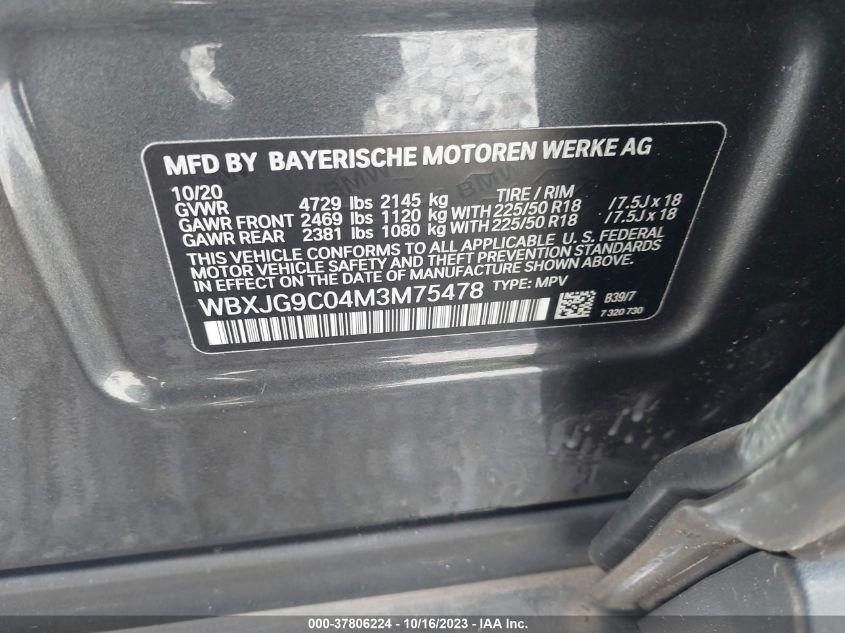 MFD BY BAYERISCHE MOTOREN WERKE AG
10/20 TIRE / RIM
GVWR 4729 lbs 2145 kg
GAWR FRONT 2469 lbs 1120 kg WITH 225/50 R18 /7.5J x 18
GAWR REAR 2381 lbs 1080 kg WITH 225/50 R18 /7.5J x 18
THIS VEHICLE CONFORMS TO ALL APPLICABLE U. S. FEDERAL
MOTOR VEHICLE SAFETY AND THEFT PREVENTION STANDARDS
IN EFFECT ON THE DATE OF MANUFACTURE SHOWN ABOVE.
WBXJG9C04M3M75478 TYPE: MPV
B39/7
7 320 730
000-37806224 - 10/16/2023 - IAA Inc.